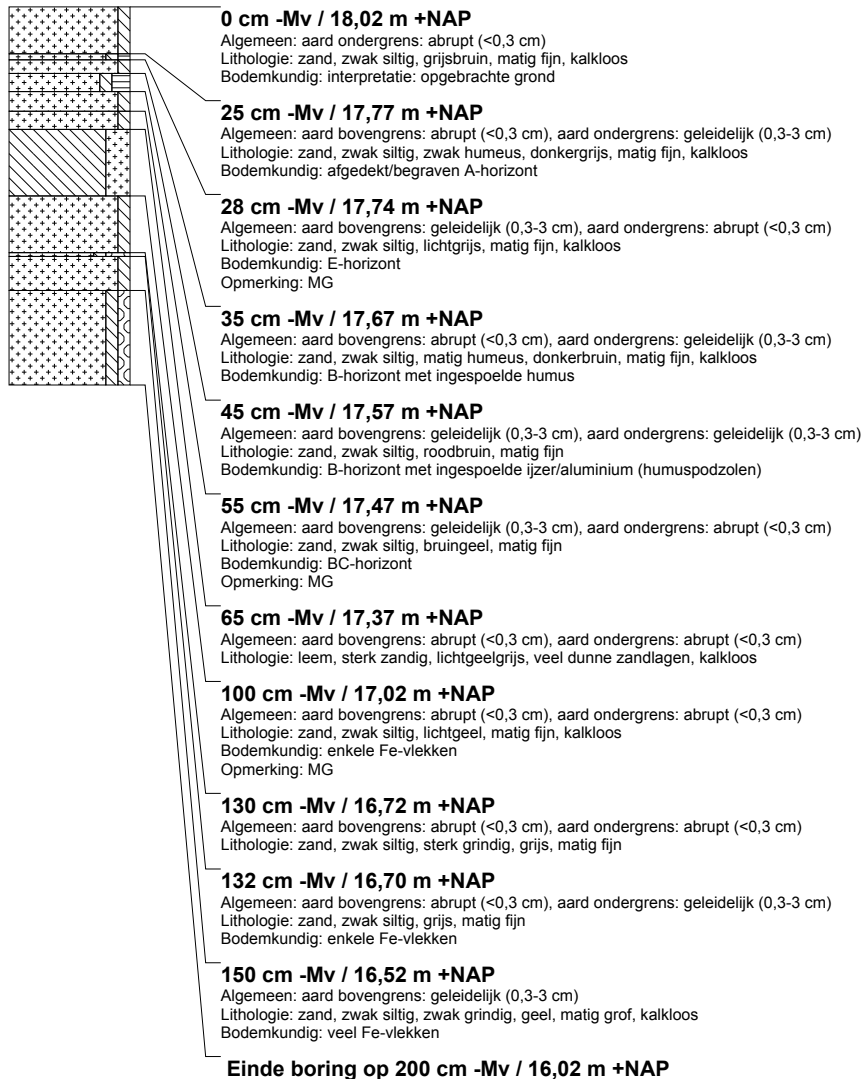 0 cm -Mv / 18,02 m +NAP
Algemeen: aard ondergrens: abrupt (<0,3 cm)
Lithologie: zand, zwak siltig, grijsbruin, matig fijn, kalkloos
Bodemkundig: interpretatie: opgebrachte grond
25 cm -Mv / 17,77 m +NAP
Algemeen: aard bovengrens: abrupt (<0,3 cm), aard ondergrens: geleidelijk (0,3-3 cm)
Lithologie: zand, zwak siltig, zwak humeus, donkergrijs, matig fijn, kalkloos
Bodemkundig: afgedekt/begraven A-horizont
28 cm -Mv / 17,74 m +NAP
Algemeen: aard bovengrens: geleidelijk (0,3-3 cm), aard ondergrens: abrupt (<0,3 cm)
Lithologie: zand, zwak siltig, lichtgrijs, matig fijn, kalkloos
Bodemkundig: E-horizont
Opmerking: MG
35 cm -Mv / 17,67 m +NAP
Algemeen: aard bovengrens: abrupt (<0,3 cm), aard ondergrens: geleidelijk (0,3-3 cm)
Lithologie: zand, zwak siltig, matig humeus, donkerbruin, matig fijn, kalkloos
Bodemkundig: B-horizont met ingespoelde humus
45 cm -Mv / 17,57 m +NAP
Algemeen: aard bovengrens: geleidelijk (0,3-3 cm), aard ondergrens: geleidelijk (0,3-3 cm)
Lithologie: zand, zwak siltig, roodbruin, matig fijn
Bodemkundig: B-horizont met ingespoelde ijzer/aluminium (humuspodzolen)
55 cm -Mv / 17,47 m +NAP
Algemeen: aard bovengrens: geleidelijk (0,3-3 cm), aard ondergrens: abrupt (<0,3 cm)
Lithologie: zand, zwak siltig, bruingeel, matig fijn
Bodemkundig: BC-horizont
Opmerking: MG
65 cm -Mv / 17,37 m +NAP
Algemeen: aard bovengrens: abrupt (<0,3 cm), aard ondergrens: abrupt (<0,3 cm)
Lithologie: leem, sterk zandig, lichtgeelgrijs, veel dunne zandlagen, kalkloos
100 cm -Mv / 17,02 m +NAP
Algemeen: aard bovengrens: abrupt (<0,3 cm), aard ondergrens: abrupt (<0,3 cm)
Lithologie: zand, zwak siltig, lichtgeel, matig fijn, kalkloos
Bodemkundig: enkele Fe-vlekken
Opmerking: MG
130 cm -Mv / 16,72 m +NAP
Algemeen: aard bovengrens: abrupt (<0,3 cm), aard ondergrens: abrupt (<0,3 cm)
Lithologie: zand, zwak siltig, sterk grindig, grijs, matig fijn
132 cm -Mv / 16,70 m +NAP
Algemeen: aard bovengrens: abrupt (<0,3 cm), aard ondergrens: geleidelijk (0,3-3 cm)
Lithologie: zand, zwak siltig, grijs, matig fijn
Bodemkundig: enkele Fe-vlekken
150 cm -Mv / 16,52 m +NAP
Algemeen: aard bovengrens: geleidelijk (0,3-3 cm)
Lithologie: zand, zwak siltig, zwak grindig, geel, matig grof, kalkloos
Bodemkundig: veel Fe-vlekken
Einde boring op 200 cm -Mv / 16,02 m +NAP